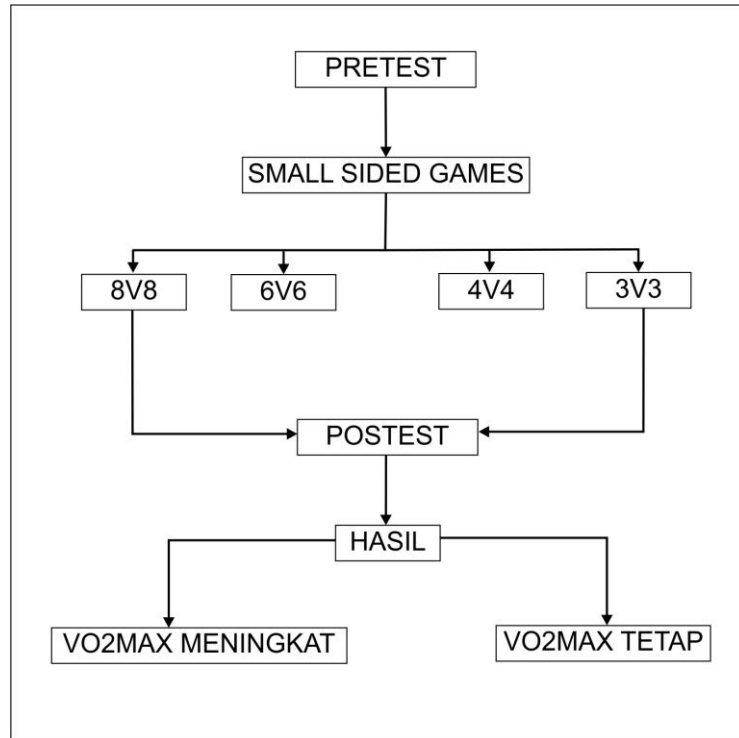 PRETEST
SMALL SIDED GAMES
8V8
6V6
4V4
3V3
POSTEST
HASIL
VO2MAX MENINGKAT
VO2MAX TETAP